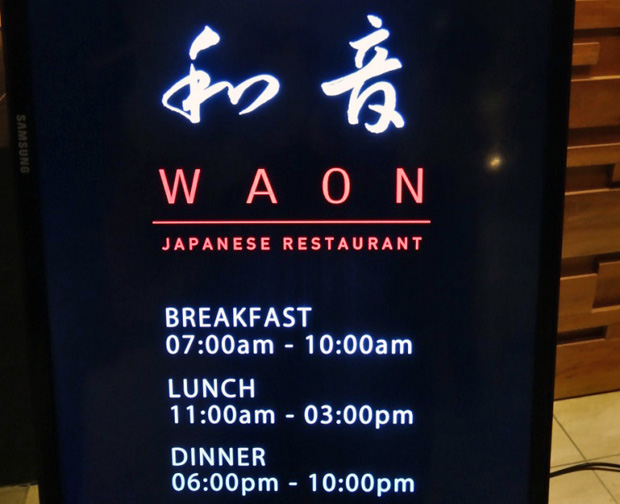 和音
WAON
JAPANESE RESTAURANT
BREAKFAST
07:00am - 10:00am
LUNCH
11:00am - 03:00pm
DINNER
06:00pm - 10:00pm
SAMSUNG